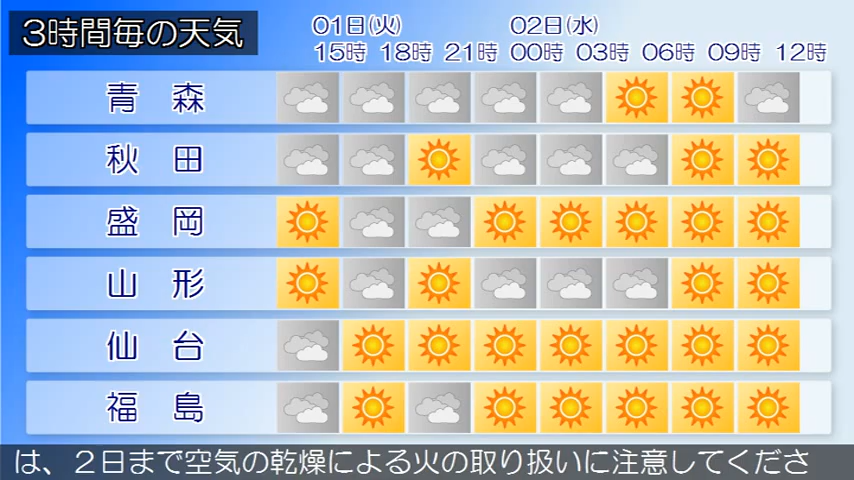 3時間毎の天気
01日(火) 02日(水)
15時 18時 21時 00時 03時 06時 09時 12時
青 森
秋 田
盛 岡
山 形
仙 台
福 島
は、２日まで空気の乾燥による火の取り扱いに注意してくださ